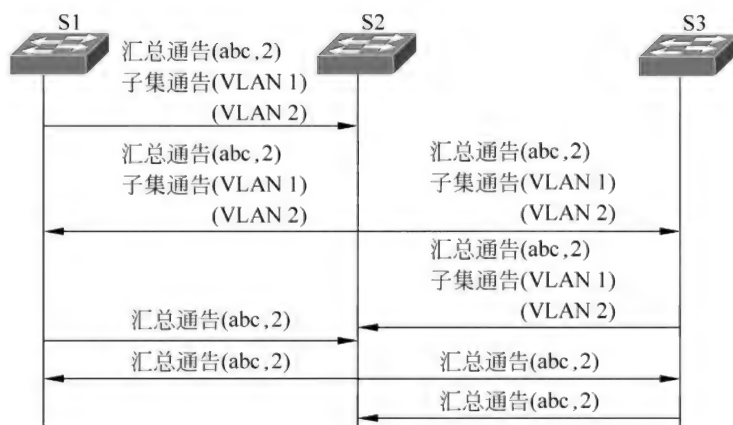 S1
S2
S3
汇总通告(abc,2)
子集通告(VLAN 1)
(VLAN 2)
汇总通告(abc,2)
子集通告(VLAN 1)
(VLAN 2)
汇总通告(abc,2)
子集通告(VLAN 1)
(VLAN 2)
汇总通告(abc,2)
子集通告(VLAN 1)
(VLAN 2)
汇总通告(abc,2)
汇总通告(abc,2)
汇总通告(abc,2)
汇总通告(abc,2)